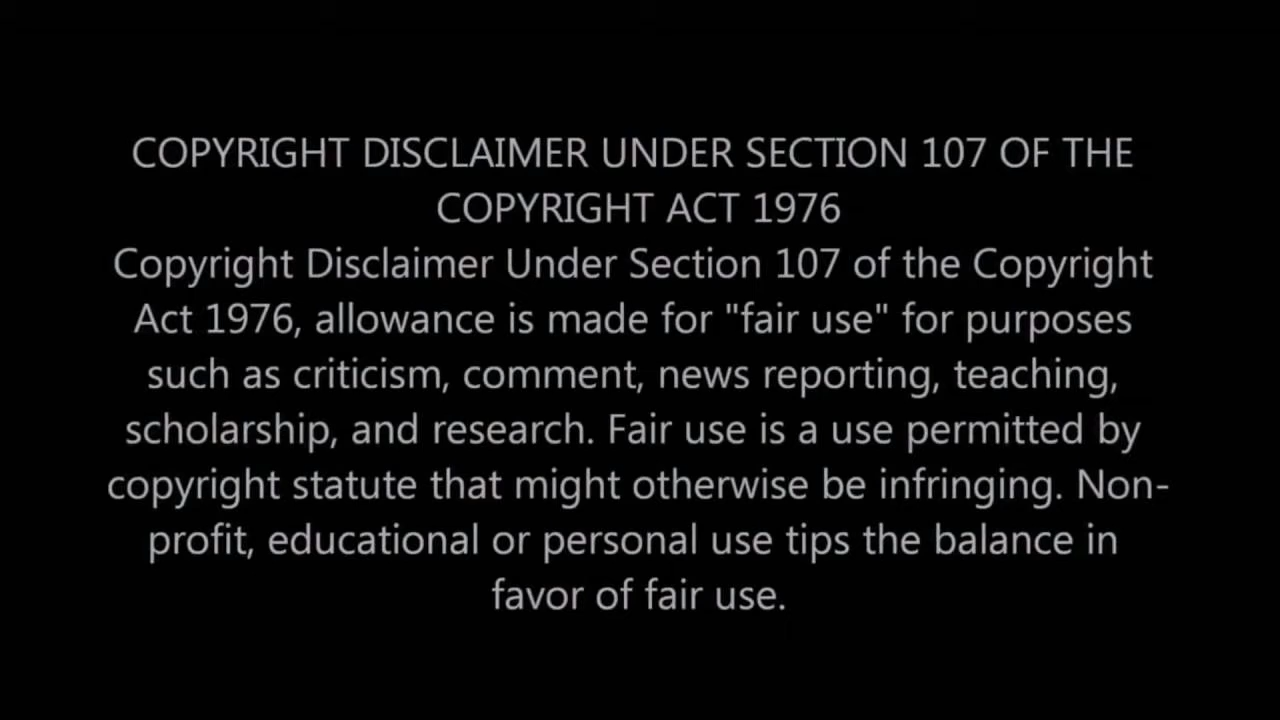 COPYRIGHT DISCLAIMER UNDER SECTION 107 OF THE
COPYRIGHT ACT 1976
Copyright Disclaimer Under Section 107 of the Copyright
Act 1976, allowance is made for "fair use" for purposes
such as criticism, comment, news reporting, teaching,
scholarship, and research. Fair use is a use permitted by
copyright statute that might otherwise be infringing. Non-
profit, educational or personal use tips the balance in
favor of fair use.